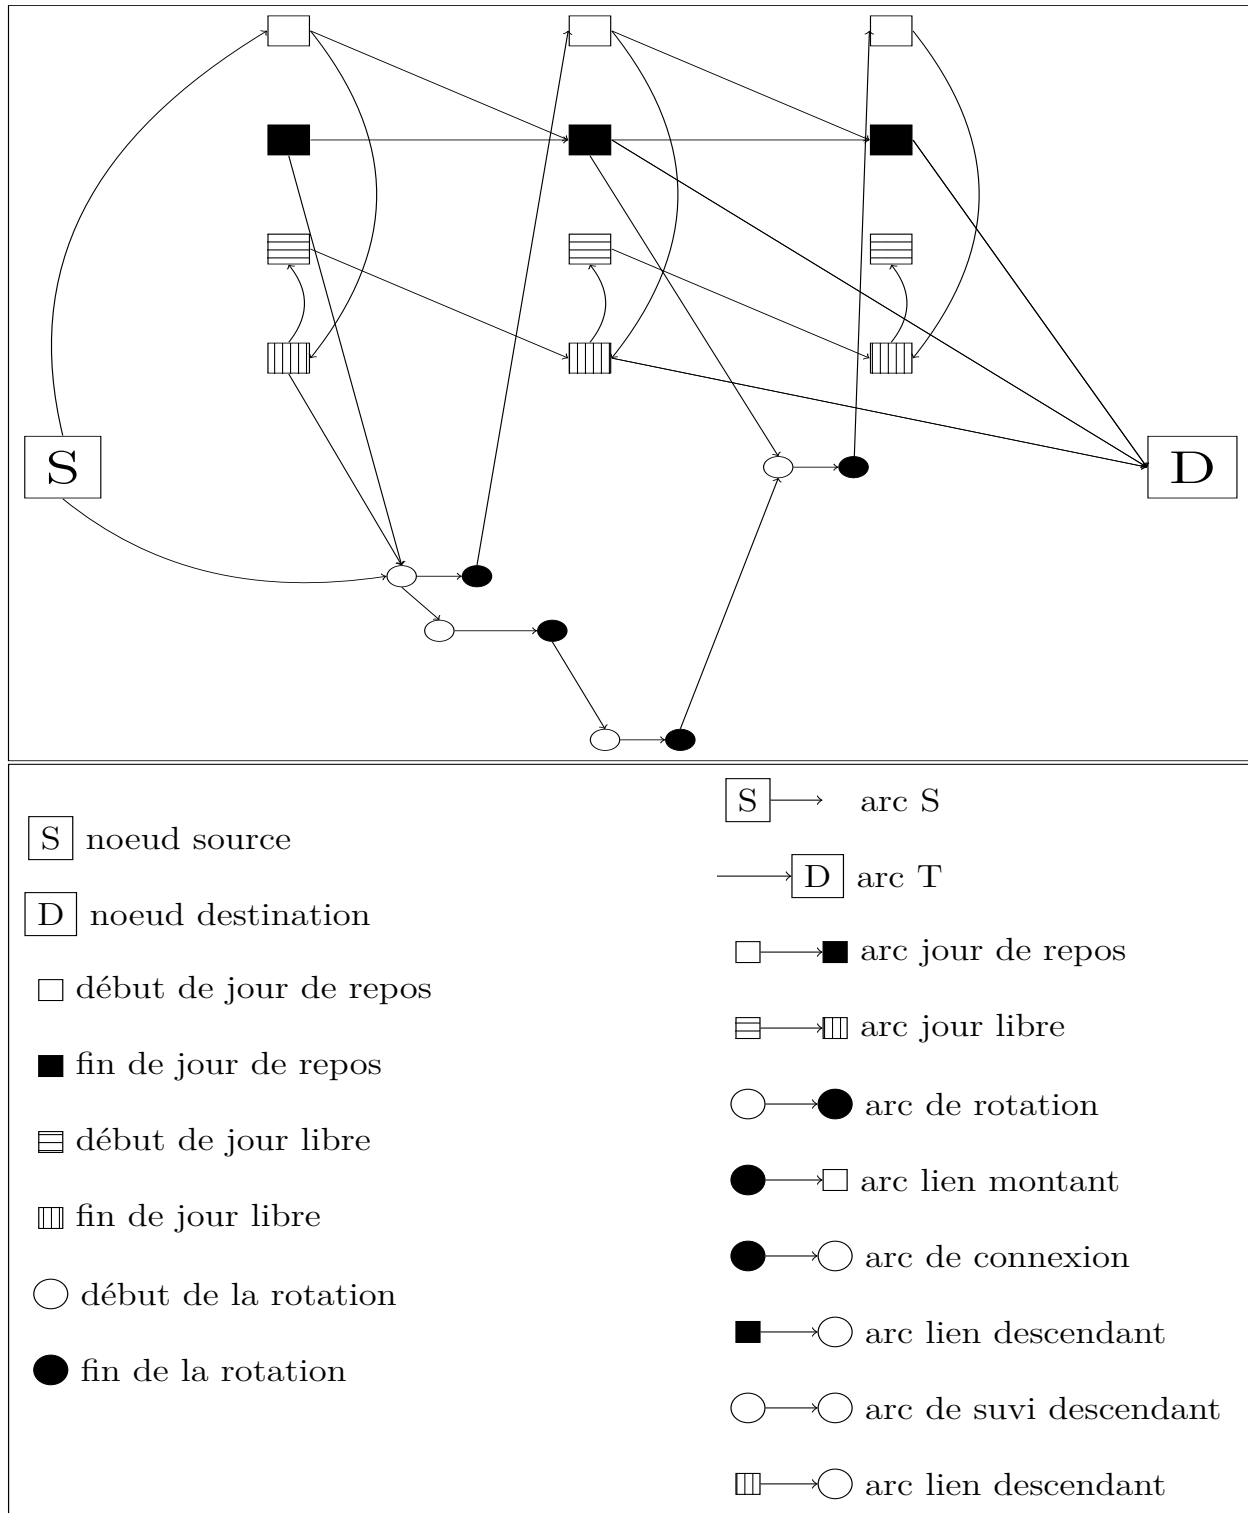 S
D
S noeud source
D noeud destination
début de jour de repos
fin de jour de repos
début de jour libre
fin de jour libre
début de la rotation
fin de la rotation
S arc S
D arc T
arc jour de repos
arc jour libre
arc de rotation
arc lien montant
arc de connexion
arc lien descendant
arc de suvi descendant
arc lien descendant